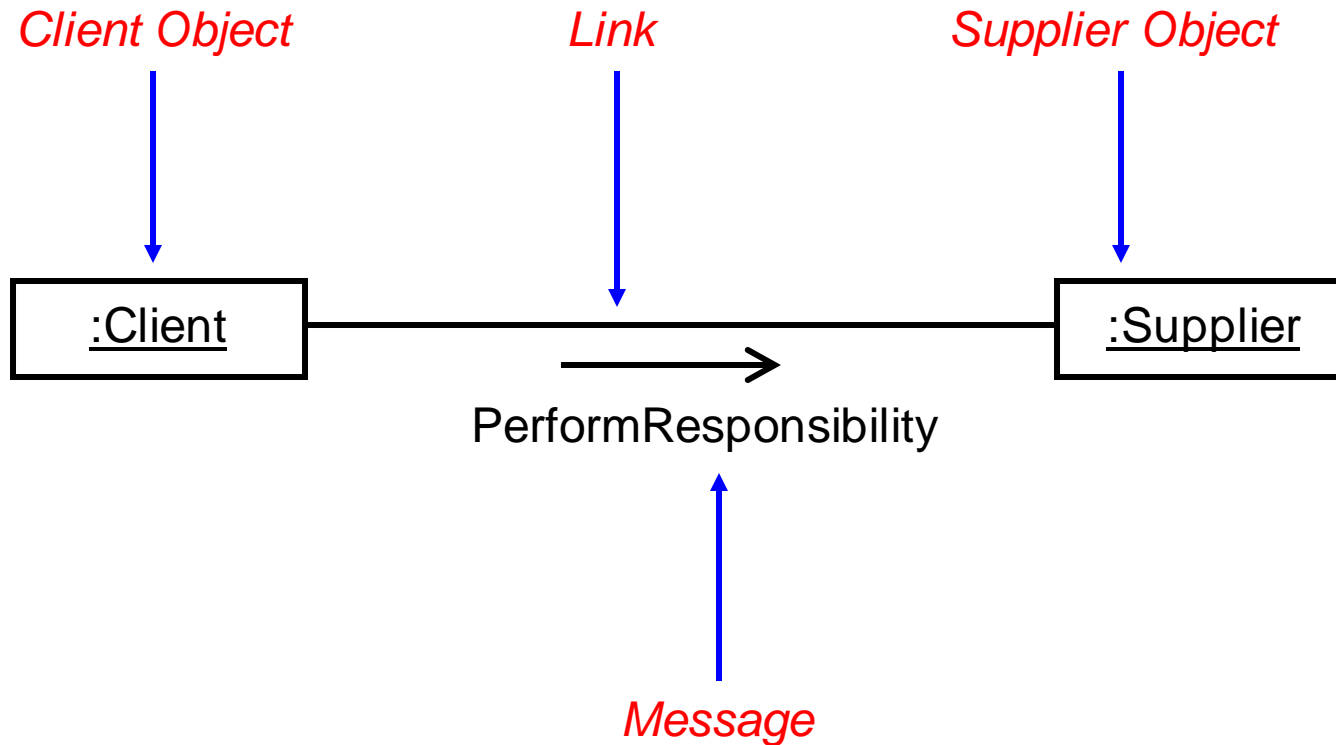 Client Object
Link
Supplier Object
:Client
:Supplier
PerformResponsibility
Message